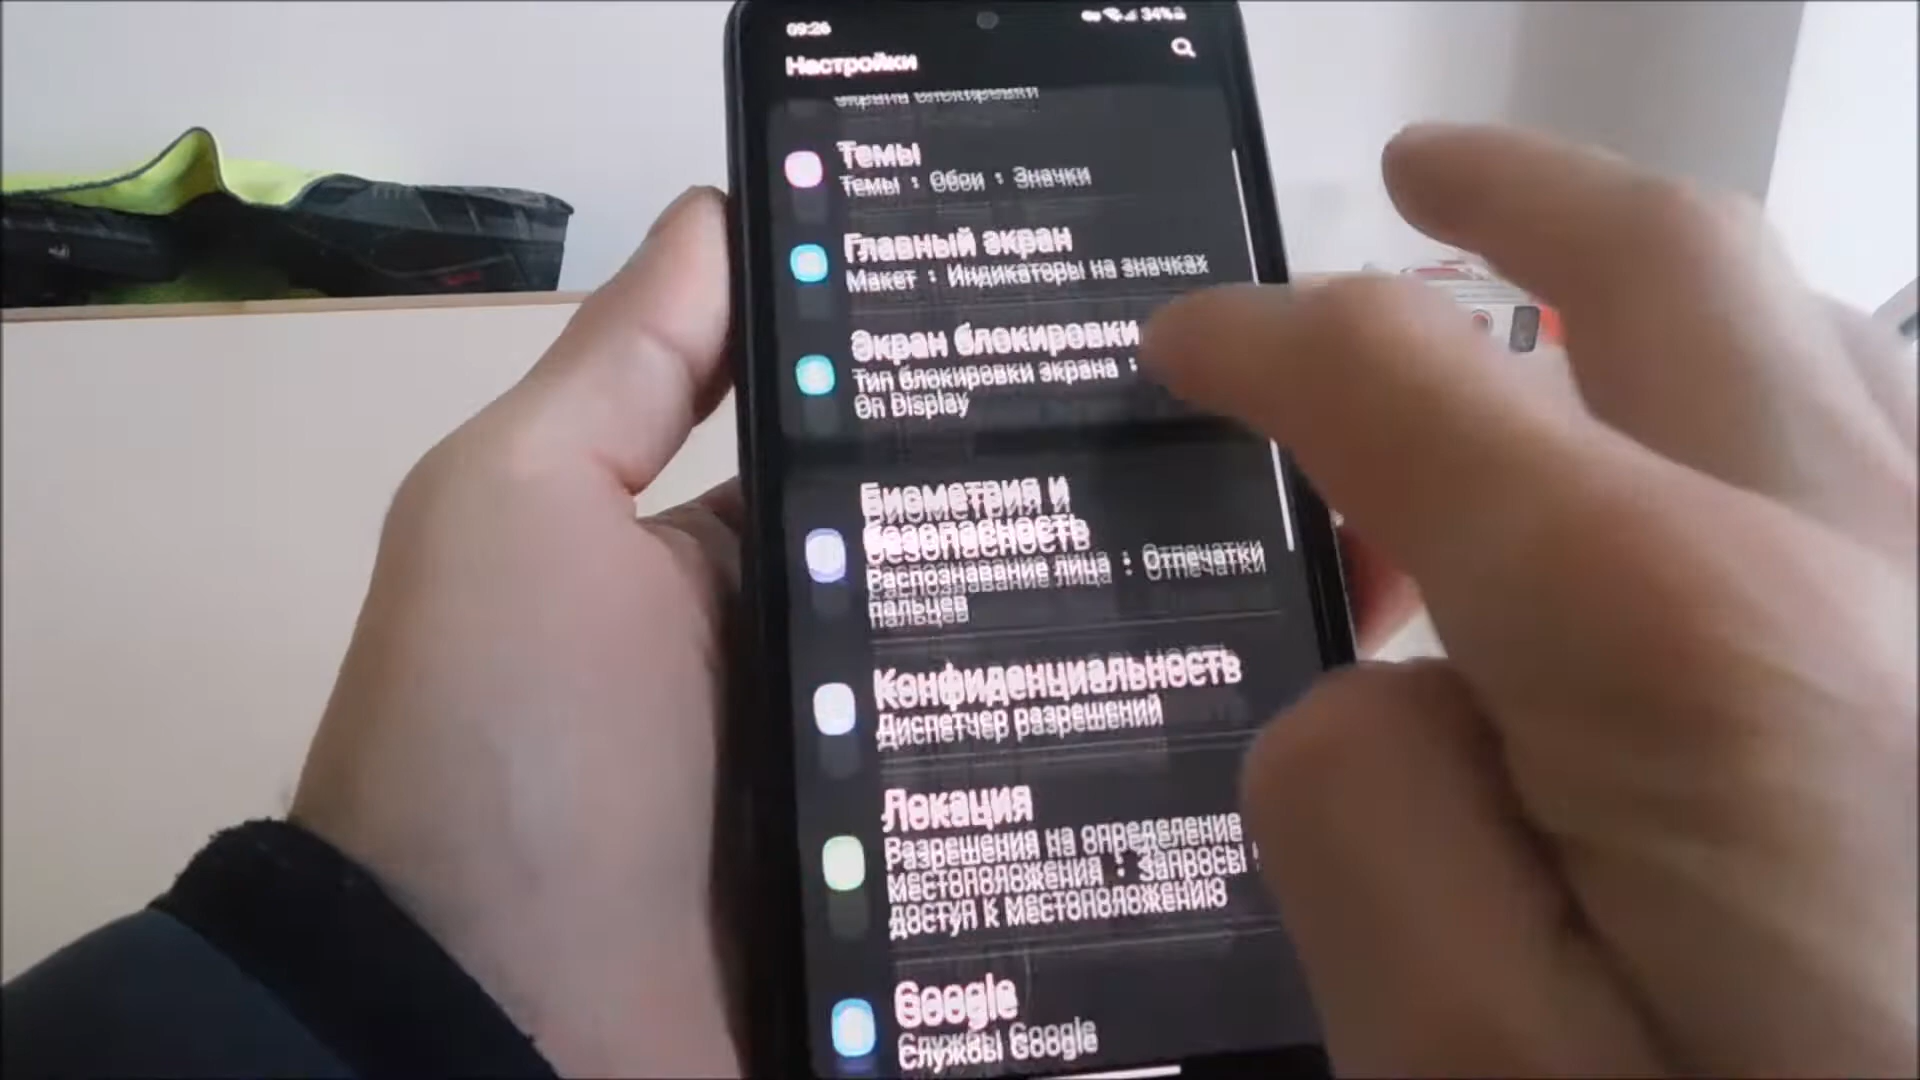 09:26
34%
Настройки
экрана блокировки
Темы
Темы • Обои • Значки
Главный экран
Макет • Индикаторы на значках
Экран блокировки
Тип блокировки экрана •
On Display
Биометрия и
безопасность
Распознавание лица • Отпечатки
пальцев
Конфиденциальность
Диспетчер разрешений
Локация
Разрешения на определение
местоположения • Запросы
доступ к местоположению
Google
Службы Google